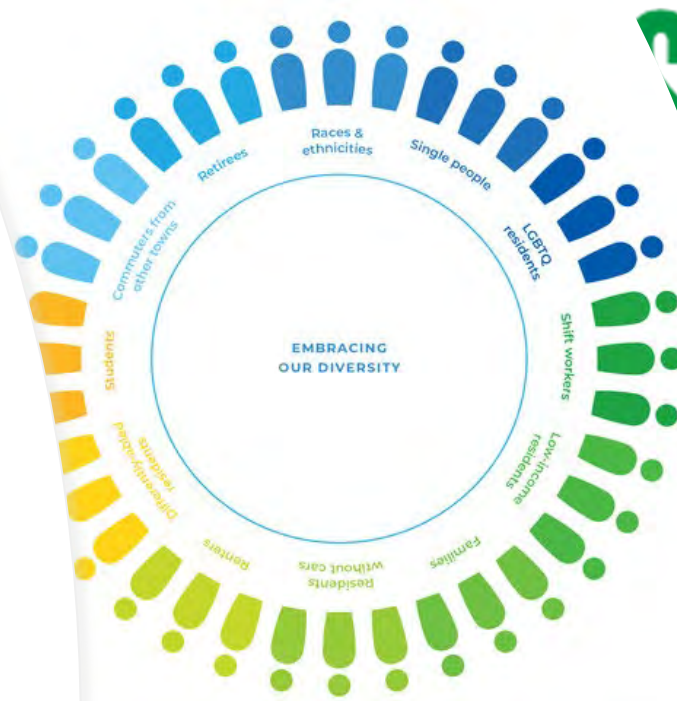 Races &
ethnicities
Single people
LGBTQ
residents
Shift workers
Low-income
residents
Families
Residents
wtihout cars
Renters
Differently-abled
residents
Students
Commuters from
other towns
Retirees
EMBRACING
OUR DIVERSITY